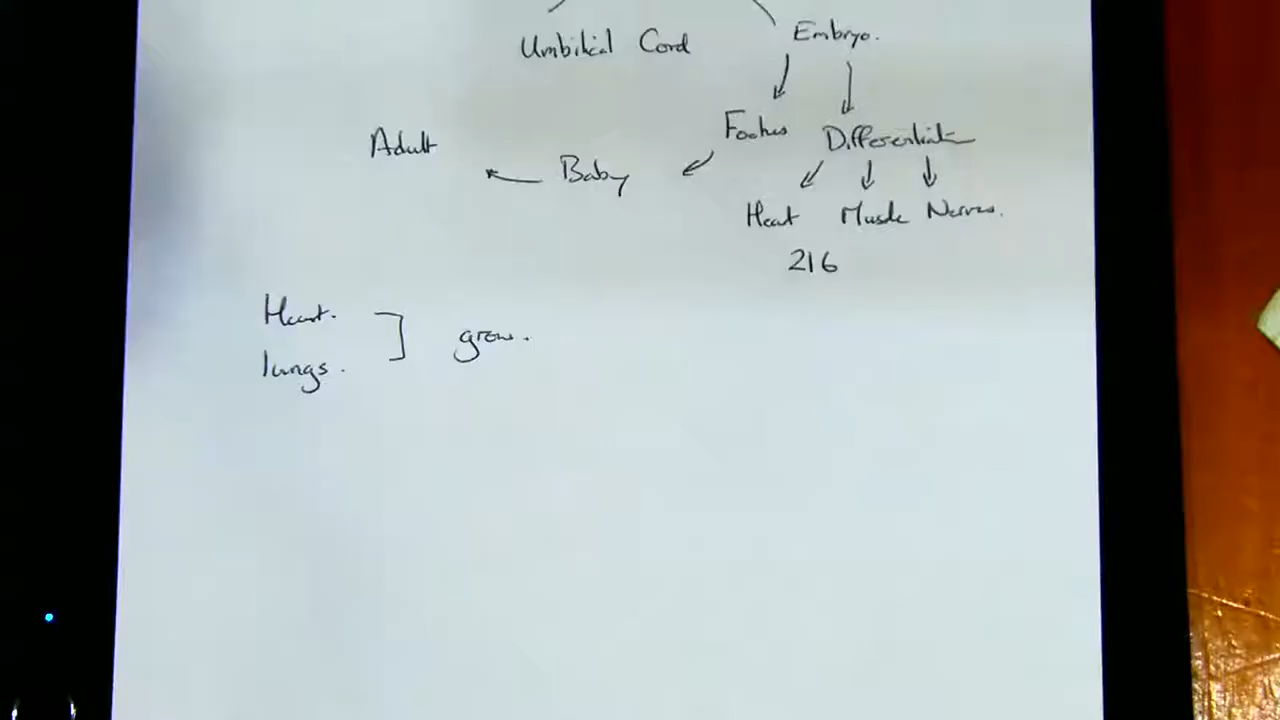 Umbilical Cord
Embryo.
Foetus
Differentiate
Adult
Baby
Heart Muscle Nerves.
216
Heart.
lungs.
grow.